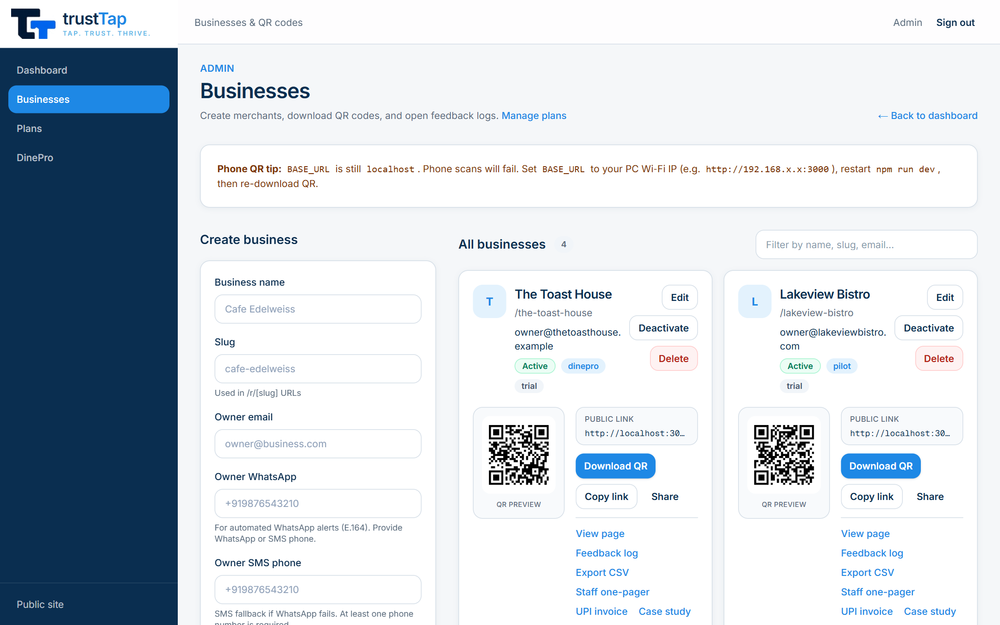 trustTap
TAP. TRUST. THRIVE.
Businesses & QR codes
Admin
Sign out
Dashboard
Businesses
Plans
DinePro
Public site
ADMIN
Businesses
Create merchants, download QR codes, and open feedback logs. Manage plans
← Back to dashboard
Phone QR tip: BASE_URL is still localhost. Phone scans will fail. Set BASE_URL to your PC Wi-Fi IP (e.g. http://192.168.x.x:3000), restart npm run dev,
then re-download QR.
Create business
Business name
Cafe Edelweiss
Slug
cafe-edelweiss
Used in /r/[slug] URLs
Owner email
owner@business.com
Owner WhatsApp
+919876543210
For automated WhatsApp alerts (E.164). Provide
WhatsApp or SMS phone.
Owner SMS phone
+919876543210
SMS fallback if WhatsApp fails. At least one phone
number is required
All businesses 4
Filter by name, slug, email...
T
The Toast House
/the-toast-house
owner@thetoasthouse.
example
Active
dinepro
trial
Edit
Deactivate
Delete
QR PREVIEW
PUBLIC LINK
http://localhost:30…
Download QR
Copy link
Share
View page
Feedback log
Export CSV
Staff one-pager
UPI invoice
Case study
L
Lakeview Bistro
/lakeview-bistro
owner@lakeviewbistro.
com
Active
pilot
trial
Edit
Deactivate
Delete
QR PREVIEW
PUBLIC LINK
http://localhost:30…
Download QR
Copy link
Share
View page
Feedback log
Export CSV
Staff one-pager
UPI invoice
Case study